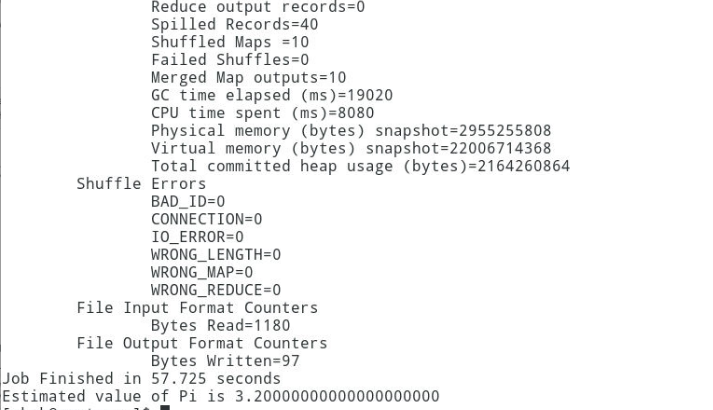 Reduce output records=0
Spilled Records=40
Shuffled Maps =10
Failed Shuffles=0
Merged Map outputs=10
GC time elapsed (ms)=19020
CPU time spent (ms)=8080
Physical memory (bytes) snapshot=2955255808
Virtual memory (bytes) snapshot=22006714368
Total committed heap usage (bytes)=2164260864
Shuffle Errors
BAD_ID=0
CONNECTION=0
IO_ERROR=0
WRONG_LENGTH=0
WRONG_MAP=0
WRONG_REDUCE=0
File Input Format Counters
Bytes Read=1180
File Output Format Counters
Bytes Written=97
Job Finished in 57.725 seconds
Estimated value of Pi is 3.20000000000000000000